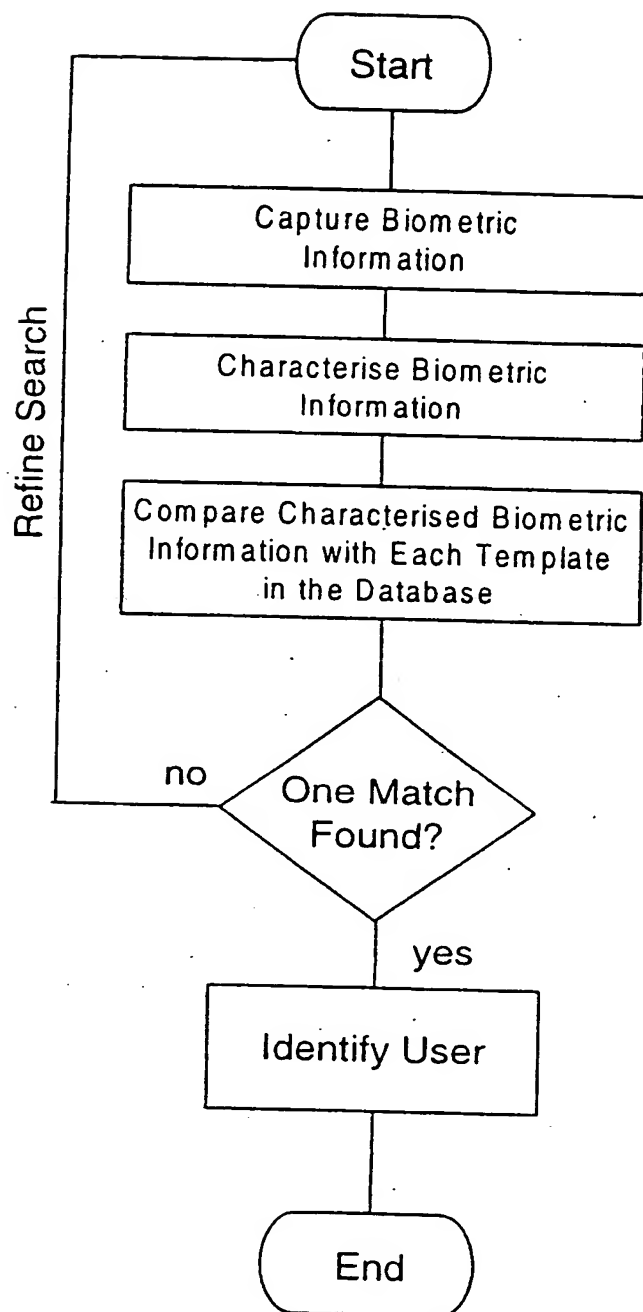 Start
Capture Biometric
Information
Characterise Biometric
Information
Compare Characterised Biometric
Information with Each Template
in the Database
Refine Search
no
One Match
Found?
yes
Identify User
End